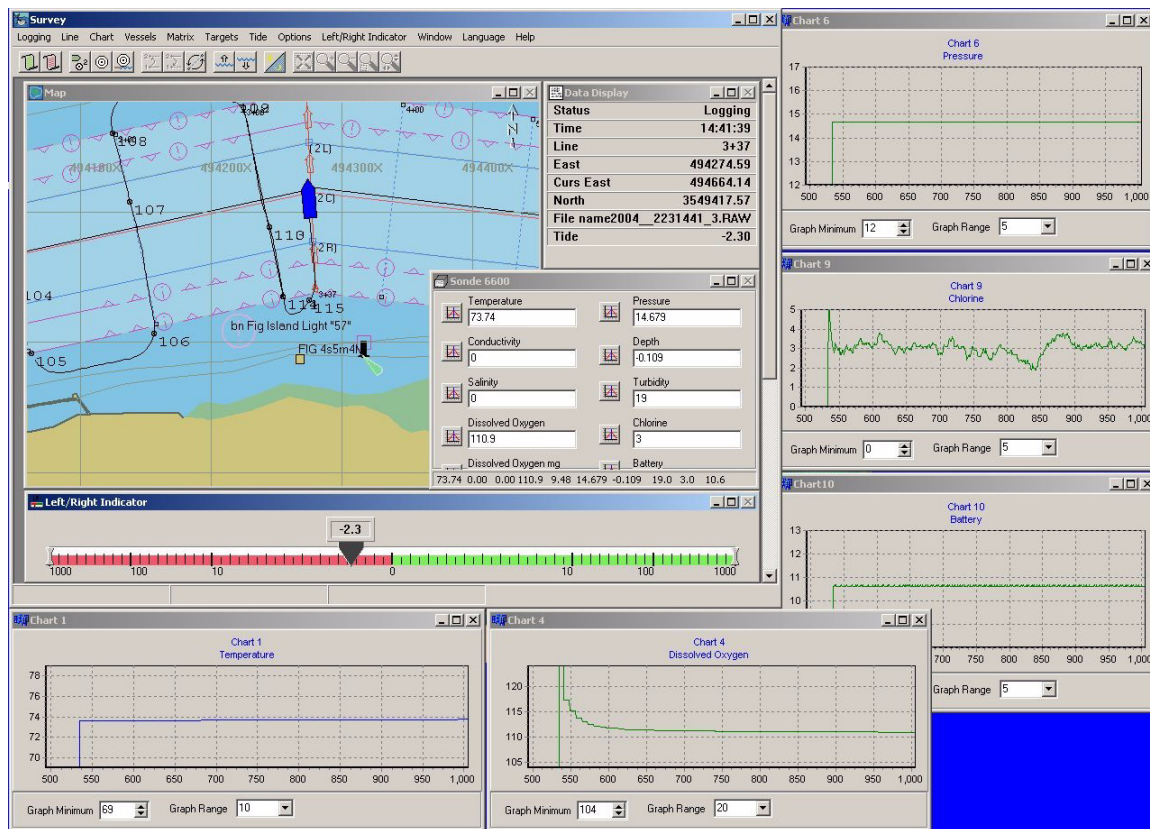 Survey
Logging Line Chart Vessels Matrix Targets Tide Options Left/Right Indicator Window Language Help
Map
108
3+00
4+00
494200X 494300X 494400X
(2 L)
107
(2 C)
110
(2 R)
104
3+37
115
bn Fig Island Light "57"
106
FIG 4s5m4M
105
N
Data Display
Status Logging
Time 14:41:39
Line 3+37
East 494274.59
Curs East 494664.14
North 3549417.57
File name2004__2231441_3.RAW
Tide -2.30
Sonde 6600
Temperature Pressure
73.74 14.679
Conductivity Depth
0 -0.109
Salinity Turbidity
0 19
Dissolved Oxygen Chlorine
110.9 3
Dissolved Oxygen mg Battery
73.74 0.00 0.00 110.9 9.48 14.679 -0.109 19.0 3.0 10.6
Left/Right Indicator
-2.3
1000 100 10 0 10 100 1000
Chart 6
Chart 6
Pressure
17
16
15
14
13
12
500 550 600 650 700 750 800 850 900 950 1,000
Graph Minimum 12 Graph Range 5
Chart 9
Chart 9
Chlorine
5
4
3
2
1
0
500 550 600 650 700 750 800 850 900 950 1,000
Graph Minimum 0 Graph Range 5
Chart10
Chart 10
Battery
13
12
11
10
700 750 800 850 900 950 1,000
Graph Range 5
Chart 1
Chart 1
Temperature
78
76
74
72
70
500 550 600 650 700 750 800 850 900 950 1,000
Graph Minimum 69 Graph Range 10
Chart 4
Chart 4
Dissolved Oxygen
120
115
110
105
500 550 600 650 700 750 800 850 900 950 1,000
Graph Minimum 104 Graph Range 20